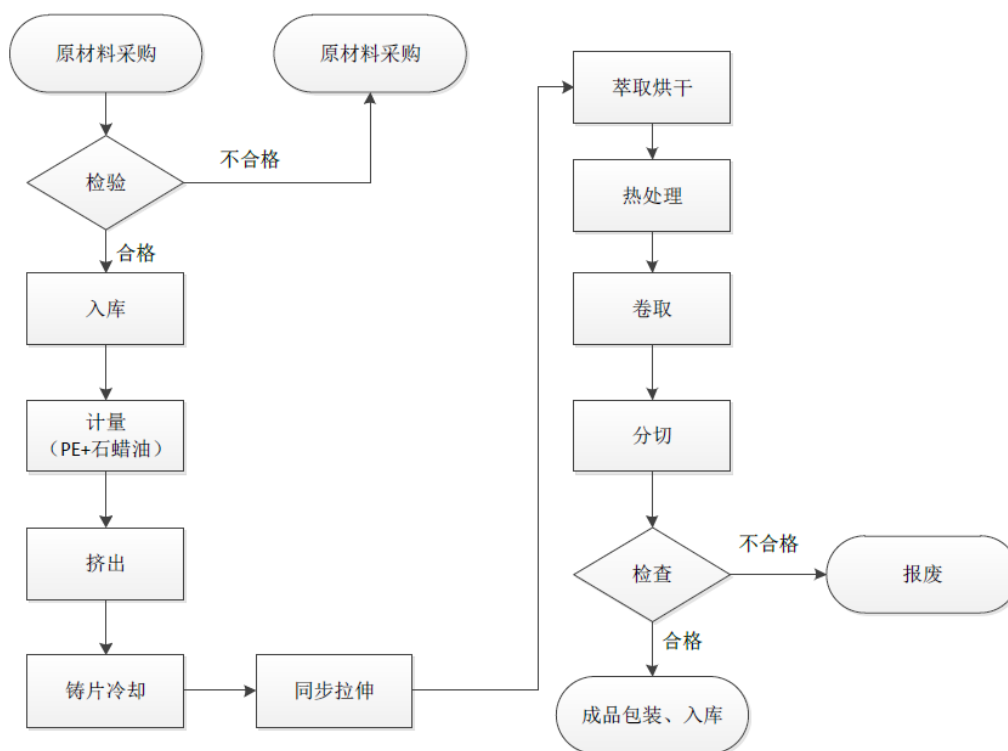 原材料采购
原材料采购
检验
不合格
合格
入库
计量
（PE+石蜡油）
挤出
铸片冷却
同步拉伸
萃取烘干
热处理
卷取
分切
检查
不合格
报废
合格
成品包装、入库